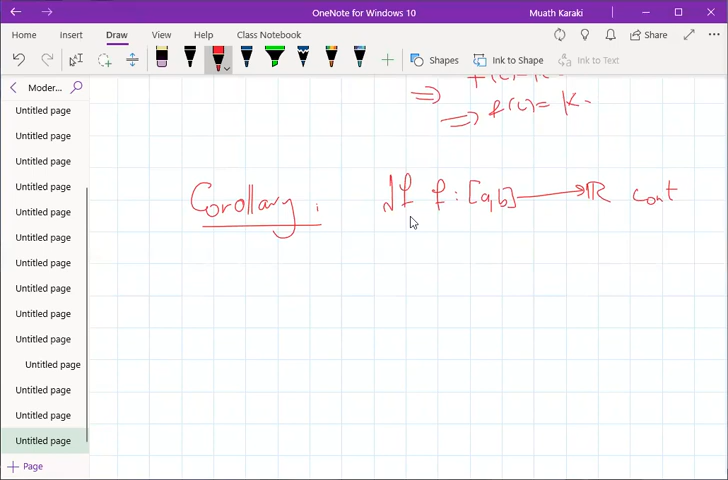 OneNote for Windows 10
Muath Karaki
Home Insert Draw View Help Class Notebook
Share
Shapes Ink to Shape Ink to Text
Moder...
Untitled page
Untitled page
Untitled page
Untitled page
Untitled page
Untitled page
Untitled page
Untitled page
Untitled page
Untitled page
Untitled page
Untitled page
Untitled page
Untitled page
+ Page
⇒
⇒ f(c) = k.
Corollary: If f : [a,b] → ℝ cont